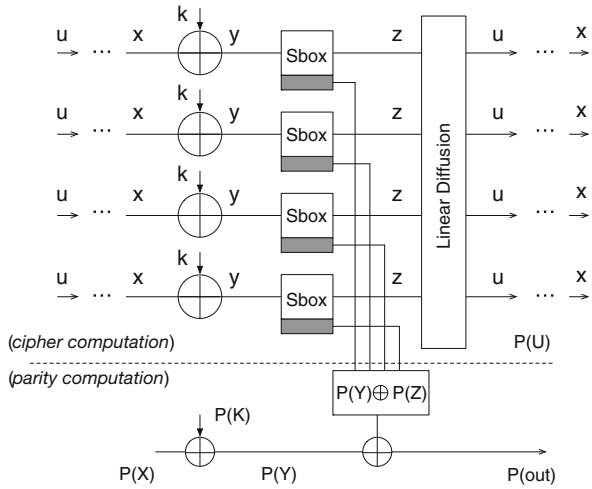 k
u ... x y Sbox z u ... x
k
u ... x y Sbox z u ... x
k
u ... x y Sbox z u ... x
k
u ... x y Sbox z u ... x
Linear Diffusion
(cipher computation) P(U)
(parity computation)
P(Y)⊕P(Z)
P(K)
P(X) P(Y) P(out)